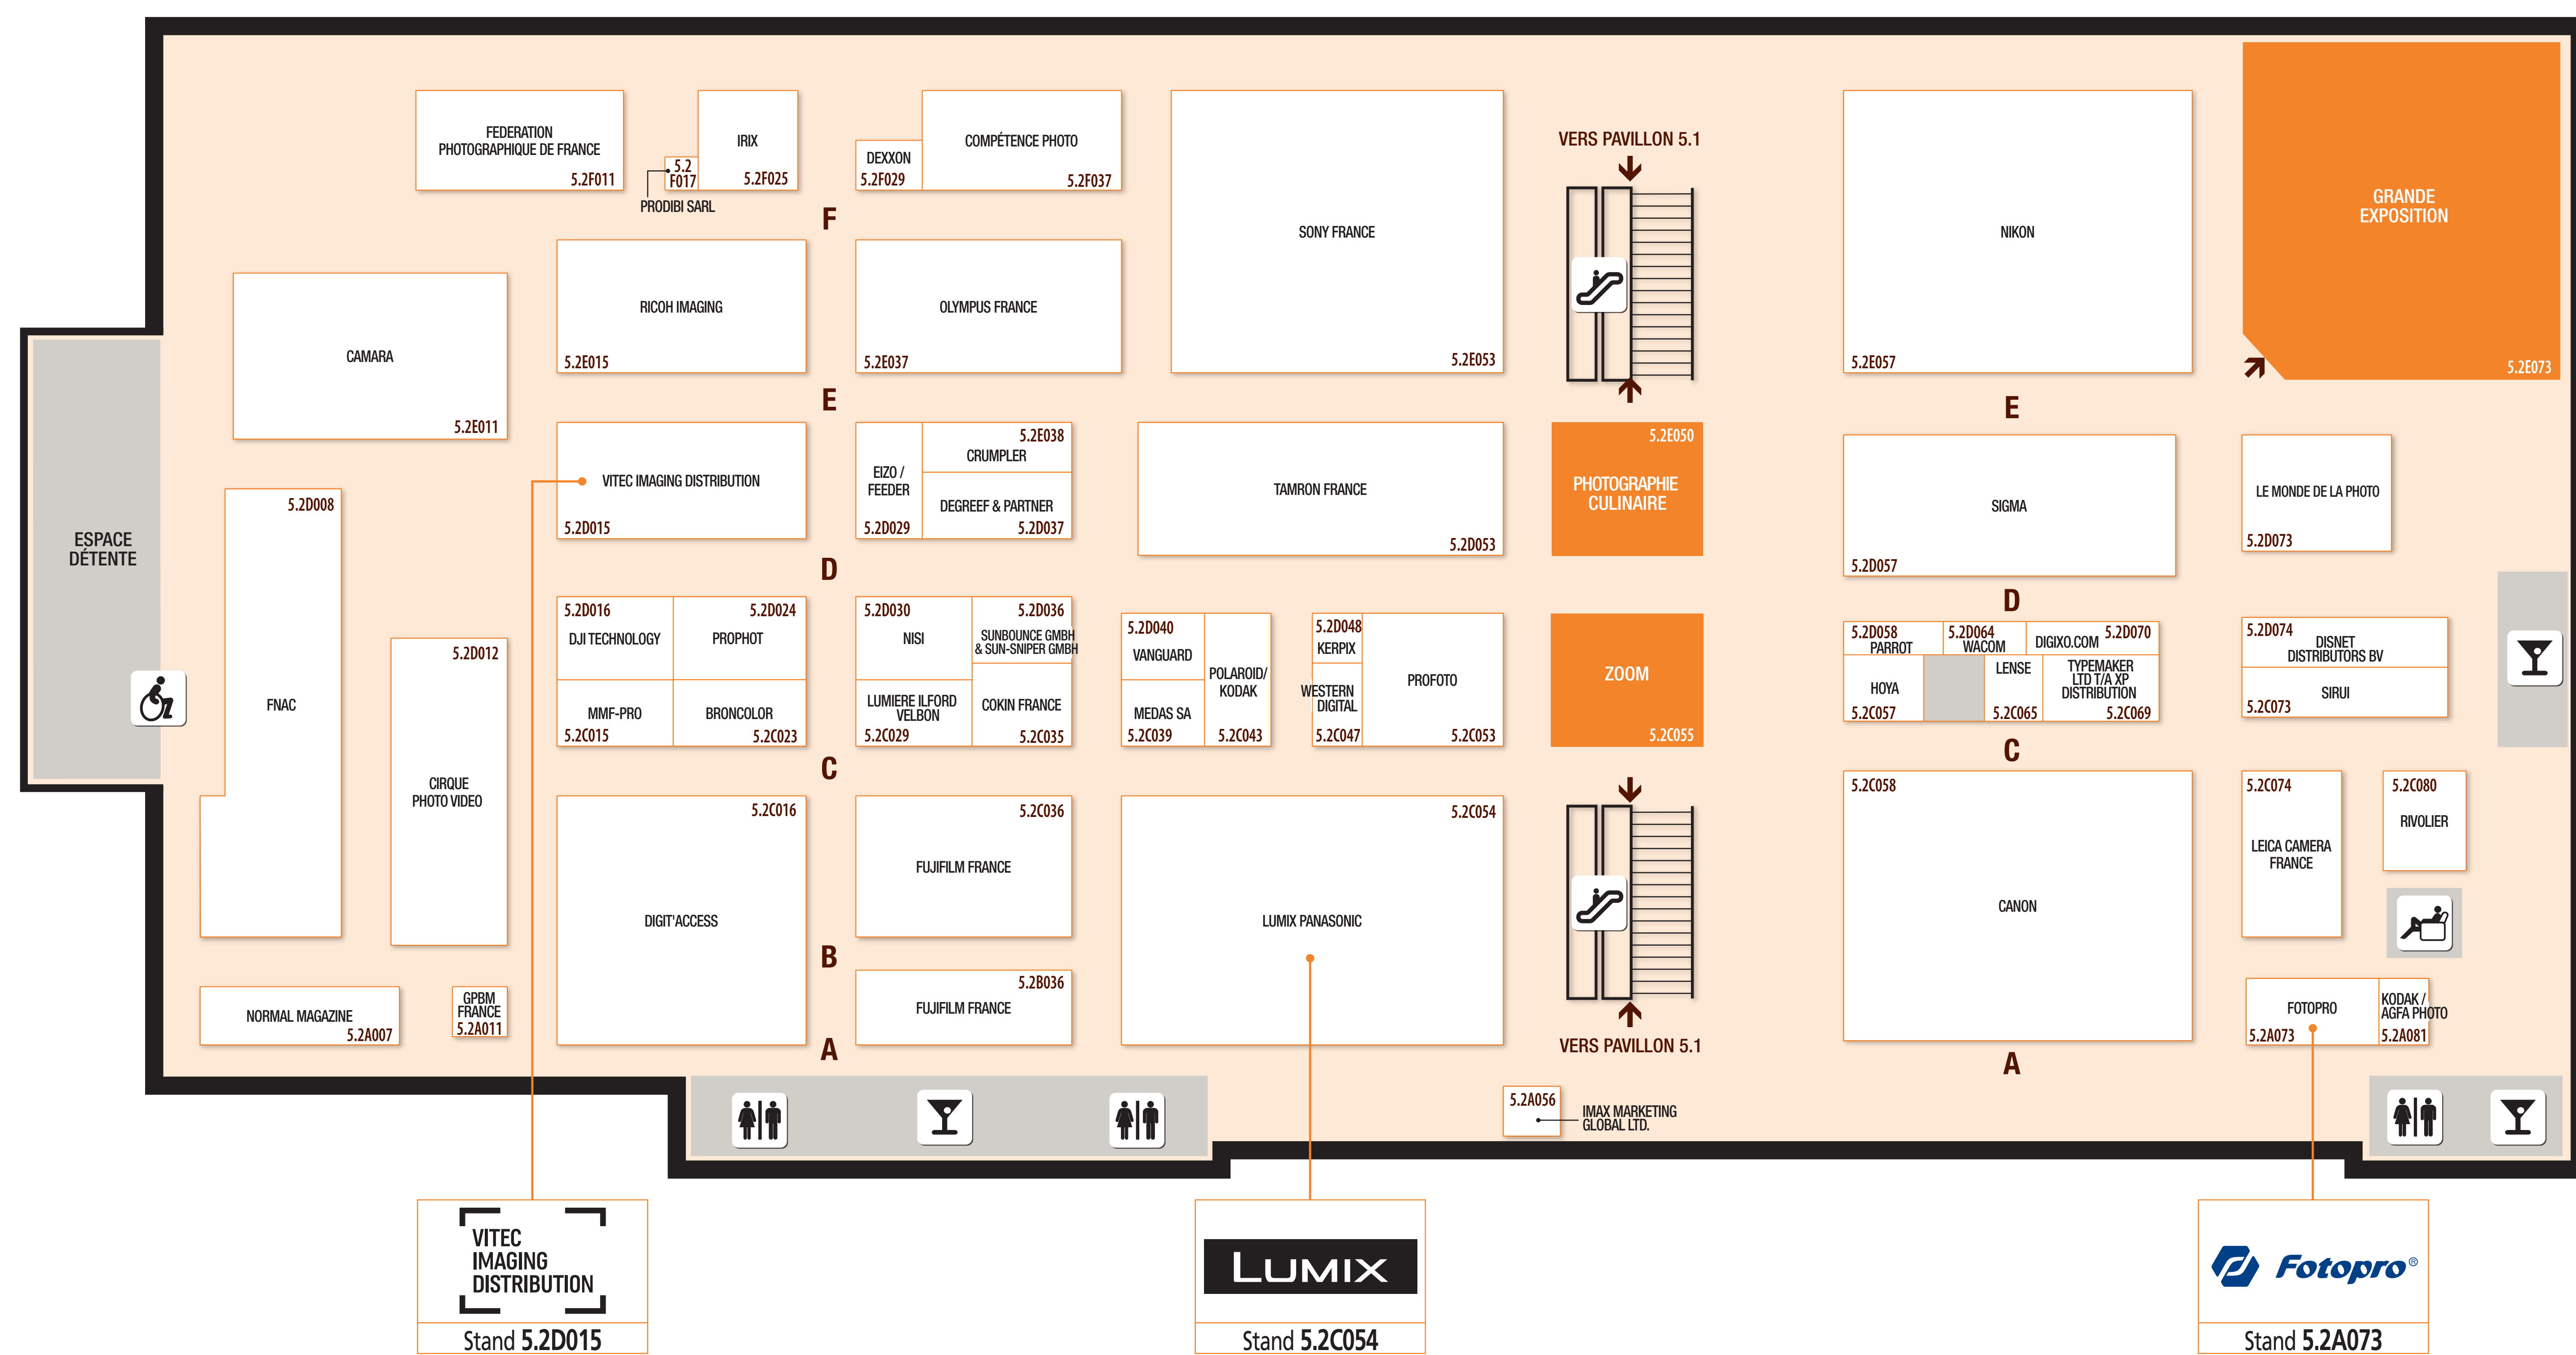 FEDERATION
PHOTOGRAPHIQUE DE FRANCE
5.2F011
5.2
F017
PRODIBI SARL
IRIX
5.2F025
DEXXON
5.2F029
COMPÉTENCE PHOTO
5.2F037
SONY FRANCE
5.2E053
VERS PAVILLON 5.1
NIKON
5.2E057
GRANDE
EXPOSITION
5.2E073
F
CAMARA
5.2E011
RICOH IMAGING
5.2E015
OLYMPUS FRANCE
5.2E037
E
E
ESPACE
DÉTENTE
5.2D008
FNAC
VITEC IMAGING DISTRIBUTION
5.2D015
EIZO /
FEEDER
5.2D029
5.2E038
CRUMPLER
DEGREEF & PARTNER
5.2D037
TAMRON FRANCE
5.2D053
5.2E050
PHOTOGRAPHIE
CULINAIRE
SIGMA
5.2D057
LE MONDE DE LA PHOTO
5.2D073
D
D
5.2D012
CIRQUE
PHOTO VIDEO
5.2D016
DJI TECHNOLOGY
5.2D024
PROPHOT
MMF-PRO
5.2C015
BRONCOLOR
5.2C023
5.2D030
NISI
5.2D036
SUNBOUNCE GMBH
& SUN-SNIPER GMBH
LUMIERE ILFORD
VELBON
5.2C029
COKIN FRANCE
5.2C035
5.2D040
VANGUARD
MEDAS SA
5.2C039
POLAROID/
KODAK
5.2C043
5.2D048
KERPIX
WESTERN
DIGITAL
5.2C047
PROFOTO
5.2C053
ZOOM
5.2C055
5.2D058
PARROT
5.2D064
WACOM
5.2D070
DIGIXO.COM
HOYA
5.2C057
LENSE
5.2C065
TYPEMAKER
LTD T/A XP
DISTRIBUTION
5.2C069
5.2D074
DISNET
DISTRIBUTORS BV
SIRUI
5.2C073
C
C
5.2C016
DIGIT'ACCESS
5.2C036
FUJIFILM FRANCE
5.2C054
LUMIX PANASONIC
5.2C058
CANON
5.2C074
LEICA CAMERA
FRANCE
5.2C080
RIVOLIER
B
NORMAL MAGAZINE
5.2A007
GPBM
FRANCE
5.2A011
5.2B036
FUJIFILM FRANCE
FOTOPRO
5.2A073
KODAK /
AGFA PHOTO
5.2A081
A
VERS PAVILLON 5.1
A
5.2A056
IMAX MARKETING
GLOBAL LTD.
VITEC
IMAGING
DISTRIBUTION
Stand 5.2D015
LUMIX
Stand 5.2C054
Fotopro®
Stand 5.2A073